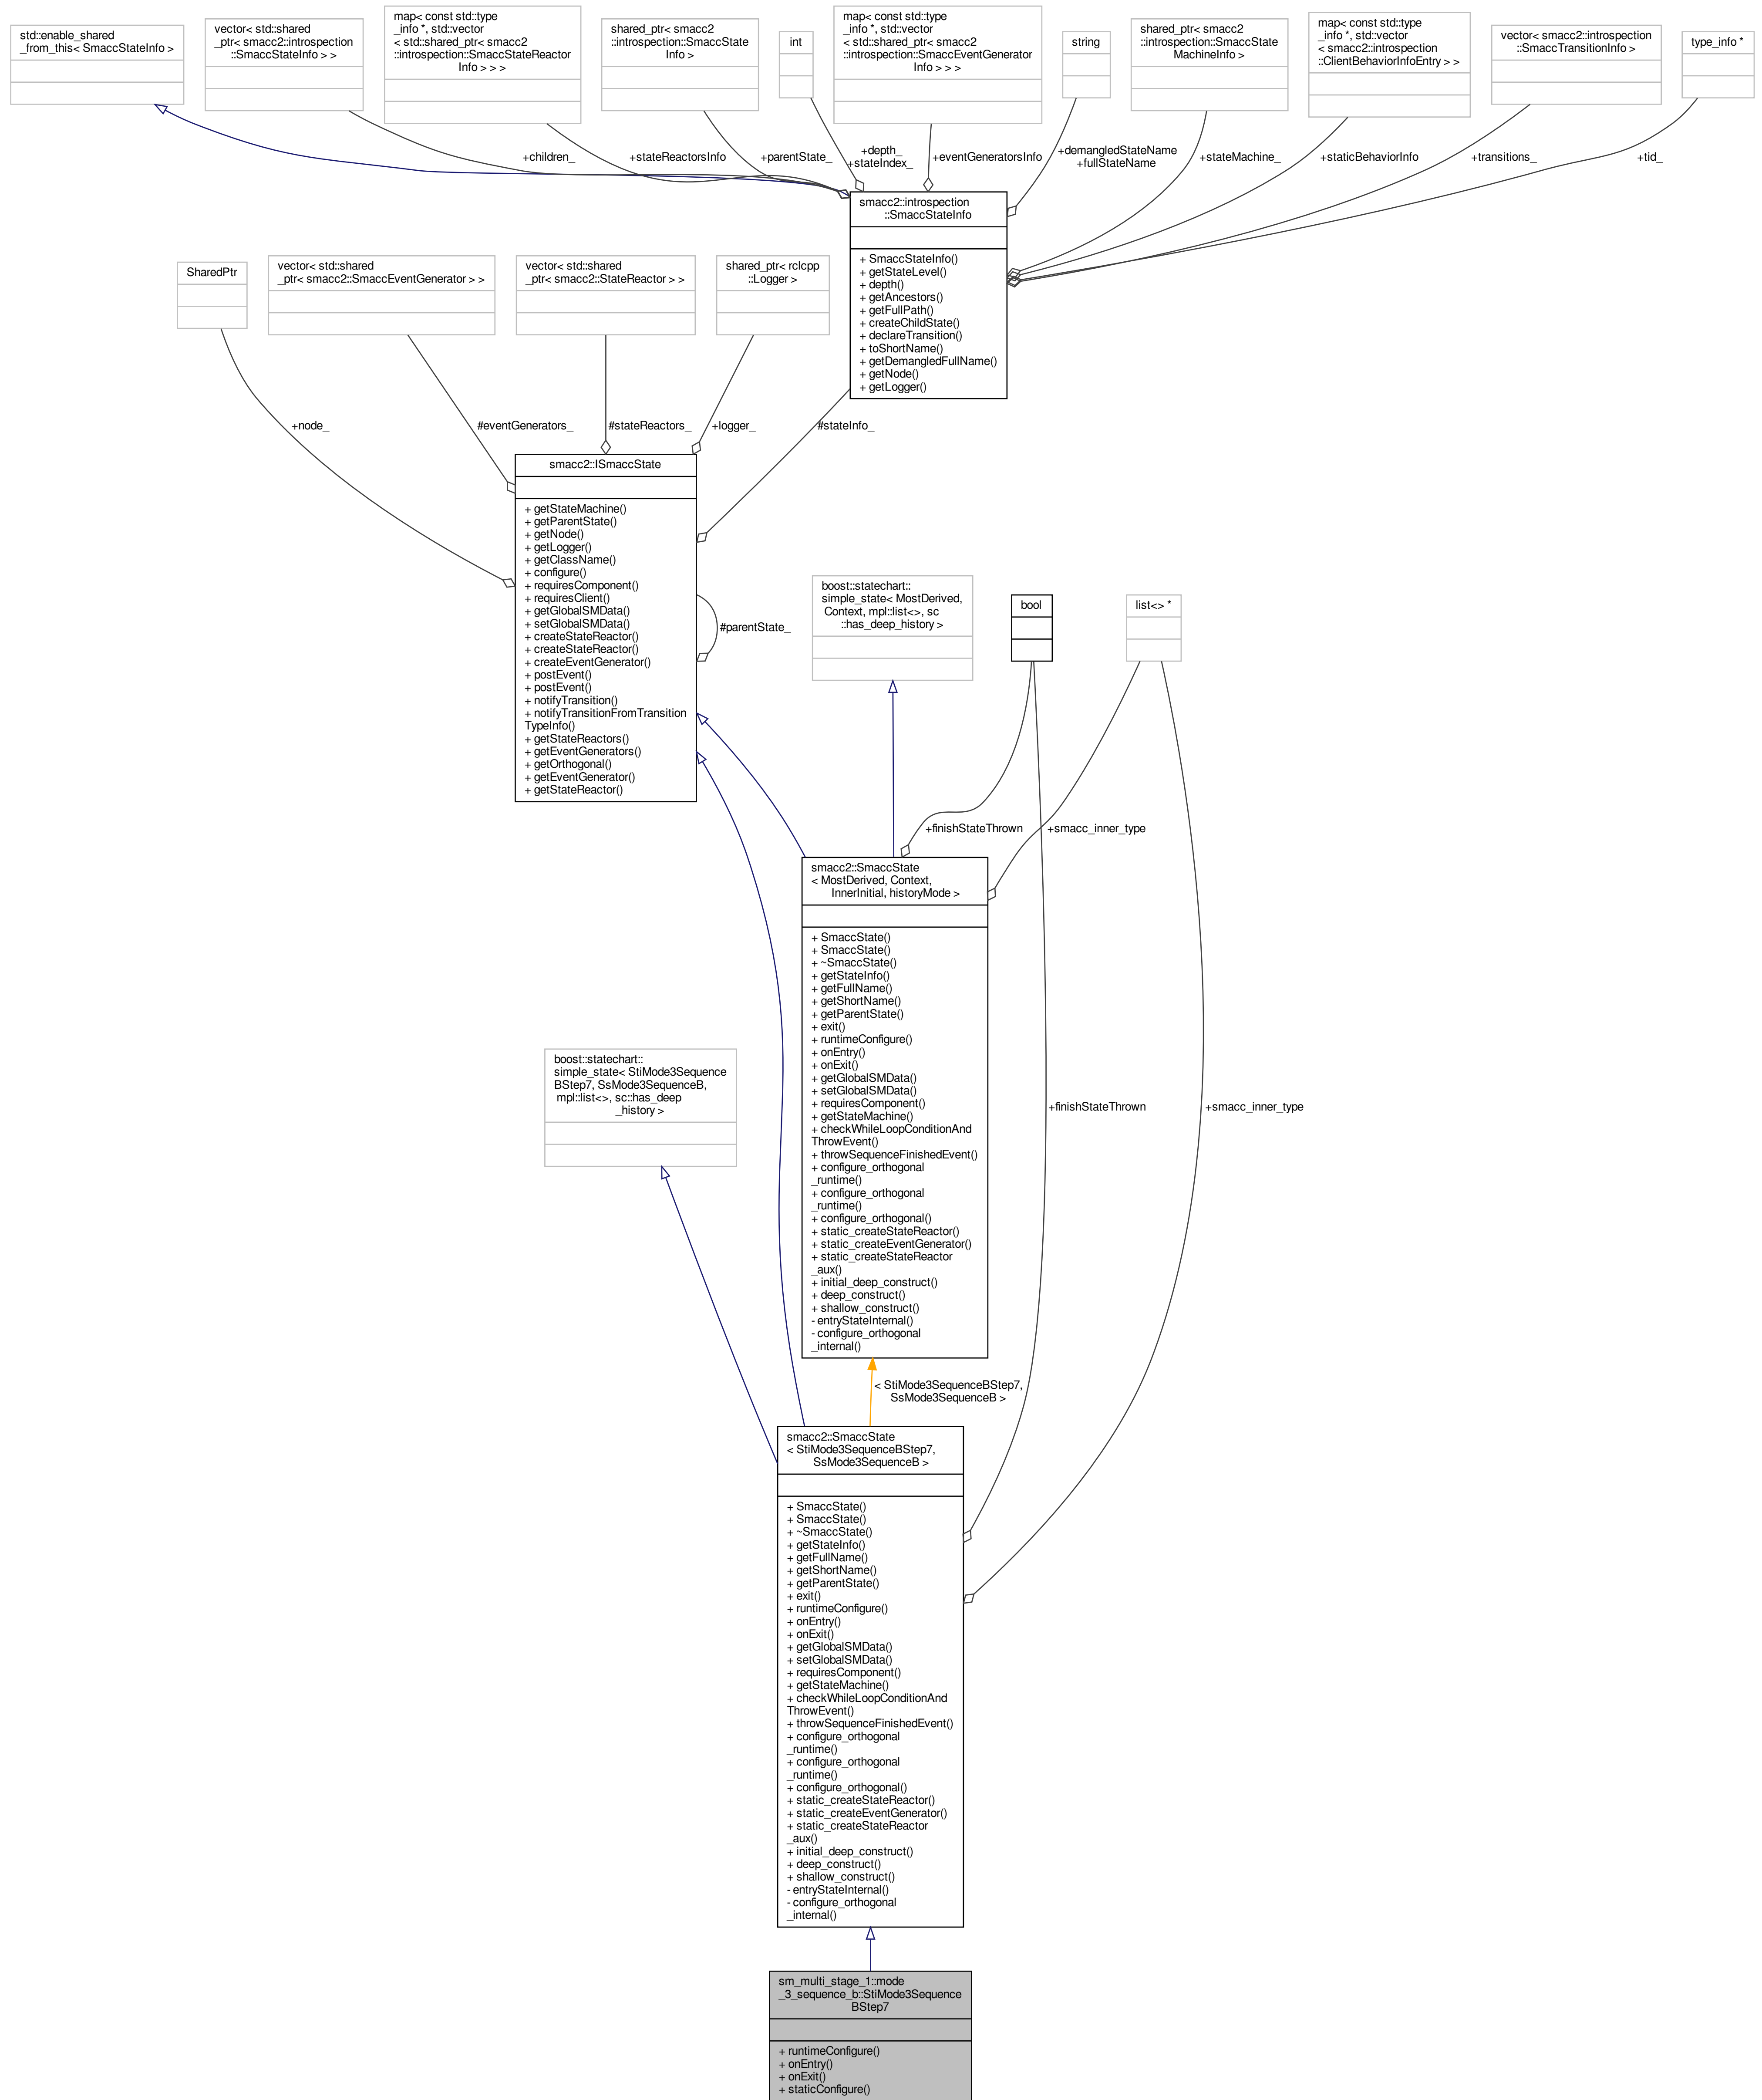 std::enable_shared
_from_this< SmaccStateInfo >
vector< std::shared
_ptr< smacc2::introspection
::SmaccStateInfo > >
map< const std::type
_info *, std::vector
< std::shared_ptr< smacc2
::introspection::SmaccStateReactor
Info > > >
shared_ptr< smacc2
::introspection::SmaccState
Info >
int
map< const std::type
_info *, std::vector
< std::shared_ptr< smacc2
::introspection::SmaccEventGenerator
Info > > >
string
shared_ptr< smacc2
::introspection::SmaccState
MachineInfo >
map< const std::type
_info *, std::vector
< smacc2::introspection
::ClientBehaviorInfoEntry > >
vector< smacc2::introspection
::SmaccTransitionInfo >
type_info *
+children_
+stateReactorsInfo
+parentState_
+depth_
+stateIndex_
+eventGeneratorsInfo
+demangledStateName
+fullStateName
+stateMachine_
+staticBehaviorInfo
+transitions_
+tid_
smacc2::introspection
::SmaccStateInfo
+ SmaccStateInfo()
+ getStateLevel()
+ depth()
+ getAncestors()
+ getFullPath()
+ createChildState()
+ declareTransition()
+ toShortName()
+ getDemangledFullName()
+ getNode()
+ getLogger()
SharedPtr
vector< std::shared
_ptr< smacc2::SmaccEventGenerator > >
vector< std::shared
_ptr< smacc2::StateReactor > >
shared_ptr< rclcpp
::Logger >
+node_
#eventGenerators_
#stateReactors_
+logger_
#stateInfo_
smacc2::ISmaccState
+ getStateMachine()
+ getParentState()
+ getNode()
+ getLogger()
+ getClassName()
+ configure()
+ requiresComponent()
+ requiresClient()
+ getGlobalSMData()
+ setGlobalSMData()
+ createStateReactor()
+ createStateReactor()
+ createEventGenerator()
+ postEvent()
+ postEvent()
+ notifyTransition()
+ notifyTransitionFromTransition
TypeInfo()
+ getStateReactors()
+ getEventGenerators()
+ getOrthogonal()
+ getEventGenerator()
+ getStateReactor()
#parentState_
boost::statechart::
simple_state< MostDerived,
Context, mpl::list<>, sc
::has_deep_history >
bool
list<> *
+finishStateThrown
+smacc_inner_type
smacc2::SmaccState
< MostDerived, Context,
InnerInitial, historyMode >
+ SmaccState()
+ SmaccState()
+ ~SmaccState()
+ getStateInfo()
+ getFullName()
+ getShortName()
+ getParentState()
+ exit()
+ runtimeConfigure()
+ onEntry()
+ onExit()
+ getGlobalSMData()
+ setGlobalSMData()
+ requiresComponent()
+ getStateMachine()
+ checkWhileLoopConditionAnd
ThrowEvent()
+ throwSequenceFinishedEvent()
+ configure_orthogonal
_runtime()
+ configure_orthogonal
_runtime()
+ configure_orthogonal()
+ static_createStateReactor()
+ static_createEventGenerator()
+ static_createStateReactor
_aux()
+ initial_deep_construct()
+ deep_construct()
+ shallow_construct()
- entryStateInternal()
- configure_orthogonal
_internal()
boost::statechart::
simple_state< StiMode3Sequence
BStep7, SsMode3SequenceB,
mpl::list<>, sc::has_deep
_history >
+finishStateThrown
+smacc_inner_type
< StiMode3SequenceBStep7,
SsMode3SequenceB >
smacc2::SmaccState
< StiMode3SequenceBStep7,
SsMode3SequenceB >
+ SmaccState()
+ SmaccState()
+ ~SmaccState()
+ getStateInfo()
+ getFullName()
+ getShortName()
+ getParentState()
+ exit()
+ runtimeConfigure()
+ onEntry()
+ onExit()
+ getGlobalSMData()
+ setGlobalSMData()
+ requiresComponent()
+ getStateMachine()
+ checkWhileLoopConditionAnd
ThrowEvent()
+ throwSequenceFinishedEvent()
+ configure_orthogonal
_runtime()
+ configure_orthogonal
_runtime()
+ configure_orthogonal()
+ static_createStateReactor()
+ static_createEventGenerator()
+ static_createStateReactor
_aux()
+ initial_deep_construct()
+ deep_construct()
+ shallow_construct()
- entryStateInternal()
- configure_orthogonal
_internal()
sm_multi_stage_1::mode
_3_sequence_b::StiMode3Sequence
BStep7
+ runtimeConfigure()
+ onEntry()
+ onExit()
+ staticConfigure()